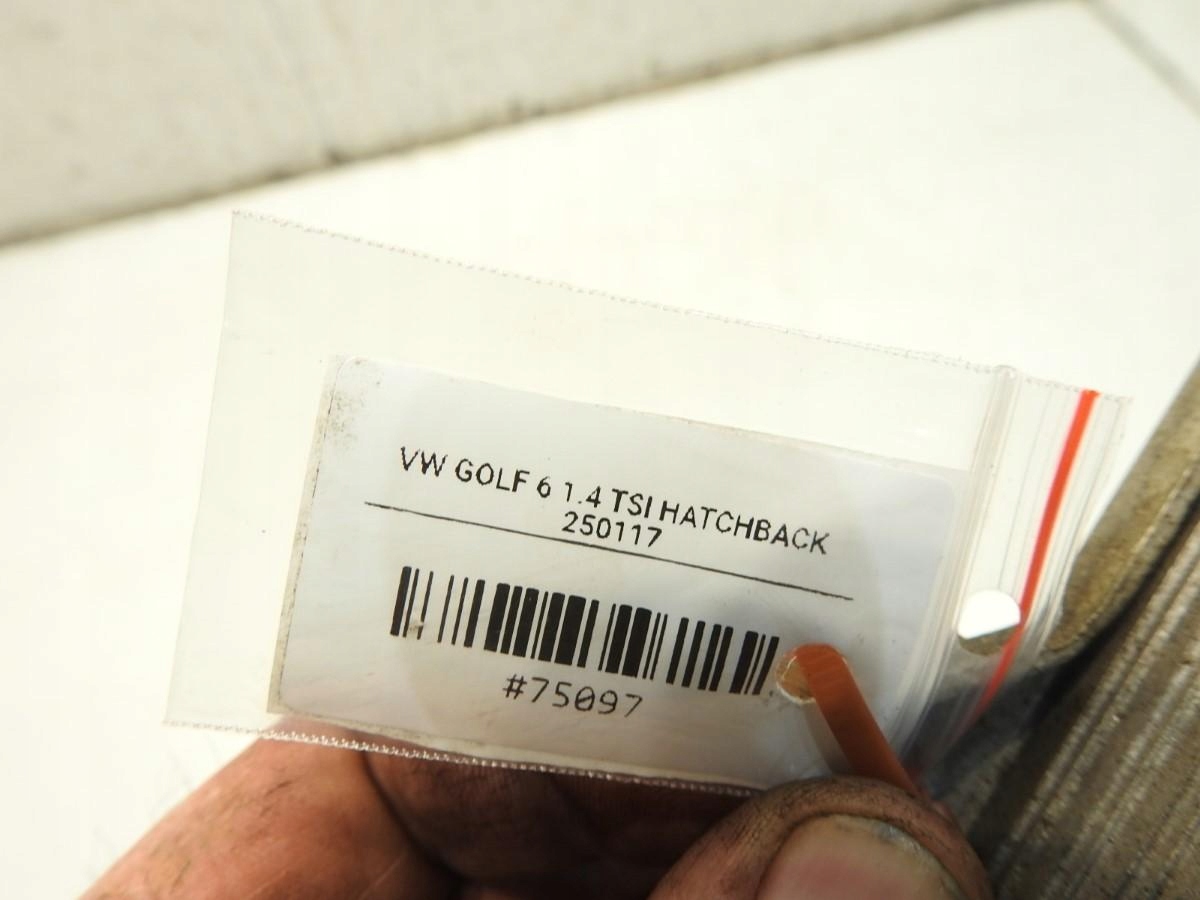 VW GOLF 6 1.4 TSI HATCHBACK
250117
#75097